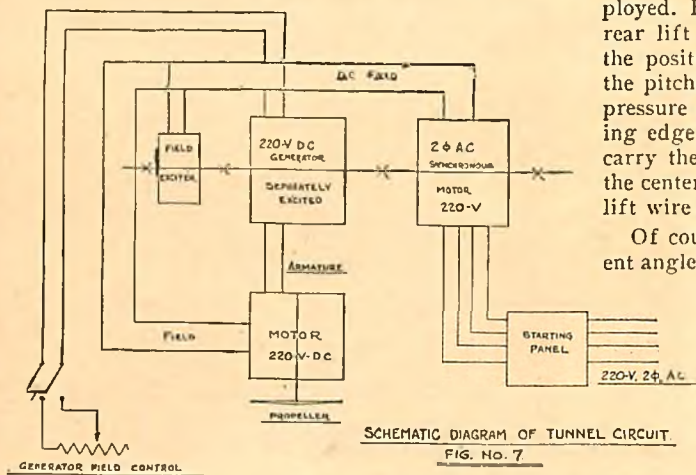 D.C. FIELD
FIELD
EXCITER
220-V DC
GENERATOR
SEPARATELY
EXCITED
2Φ AC
SYNCHRONOUS
MOTOR
220-V
ARMATURE
FIELD
MOTOR
220-V-DC
PROPELLER
STARTING
PANEL
220-V, 2Φ, AC
GENERATOR FIELD CONTROL
SCHEMATIC DIAGRAM OF TUNNEL CIRCUIT
FIG. NO. 7
ployed.
rear lift
the posit
the pitch
pressure
ing edge
carry the
the center
lift wire
Of cou
ent angle